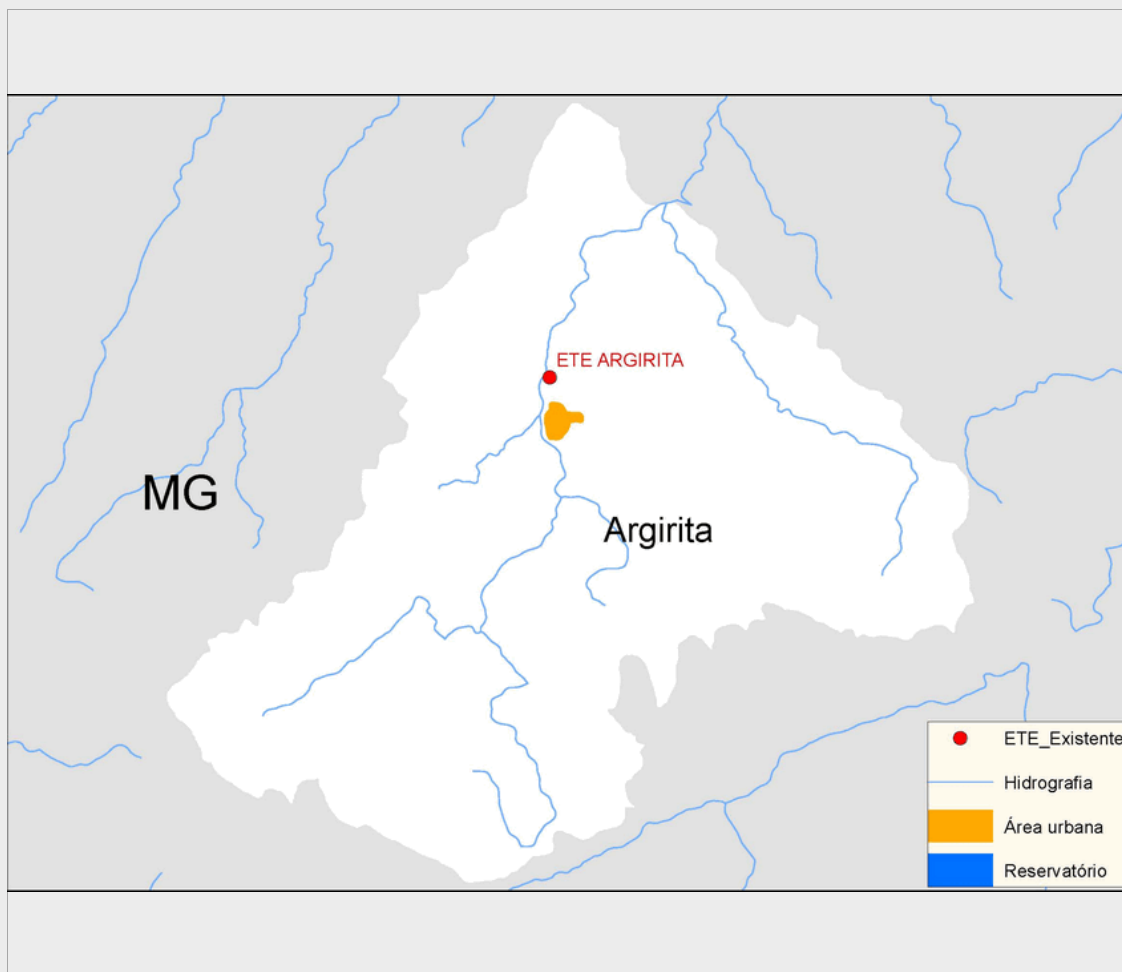 ETE ARGIRITA
MG
Argirita
ETE_Existente
Hidrografia
Área urbana
Reservatório